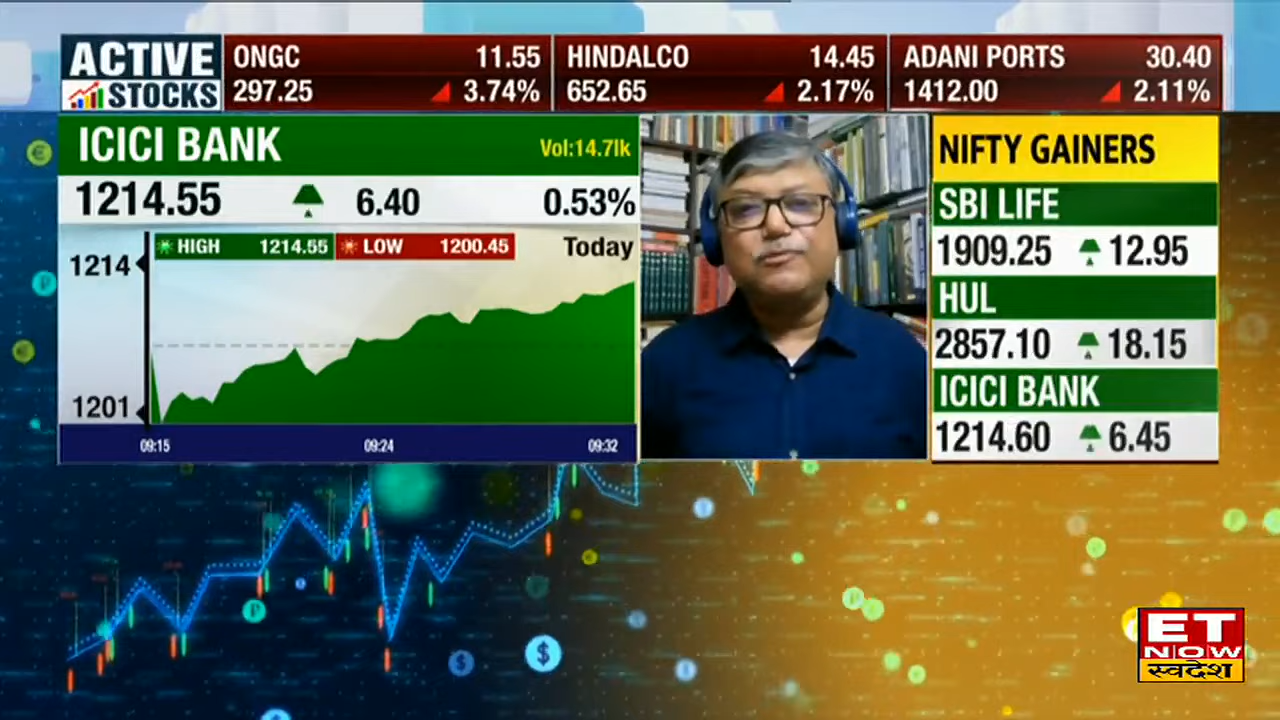 ACTIVE STOCKS
ONGC 11.55
297.25 3.74%
HINDALCO 14.45
652.65 2.17%
ADANI PORTS 30.40
1412.00 2.11%
ICICI BANK Vol:14.7lk
1214.55 6.40 0.53%
HIGH 1214.55 LOW 1200.45 Today
1214
1201
09:15 09:24 09:32
NIFTY GAINERS
SBI LIFE
1909.25 12.95
HUL
2857.10 18.15
ICICI BANK
1214.60 6.45
ET
NOW
स्वदेश